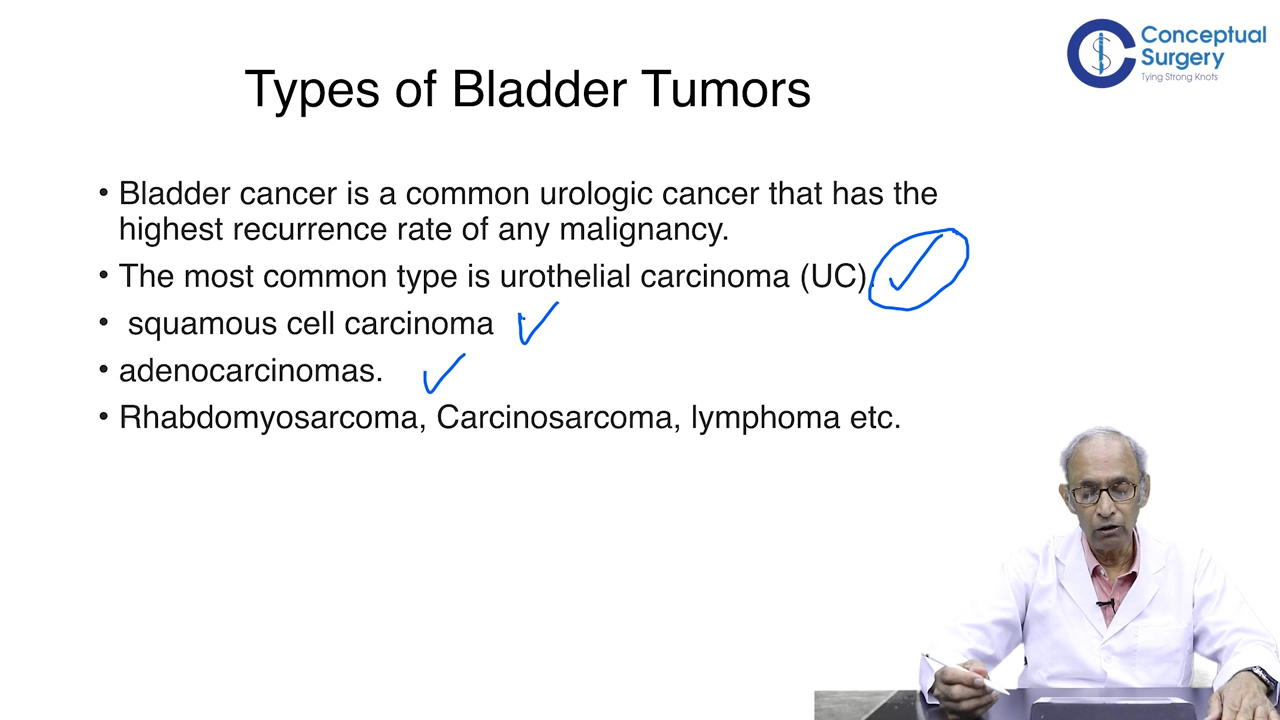 Conceptual
Surgery
Tying Strong Knots
Types of Bladder Tumors
• Bladder cancer is a common urologic cancer that has the
highest recurrence rate of any malignancy.
• The most common type is urothelial carcinoma (UC).
• squamous cell carcinoma
• adenocarcinomas.
• Rhabdomyosarcoma, Carcinosarcoma, lymphoma etc.